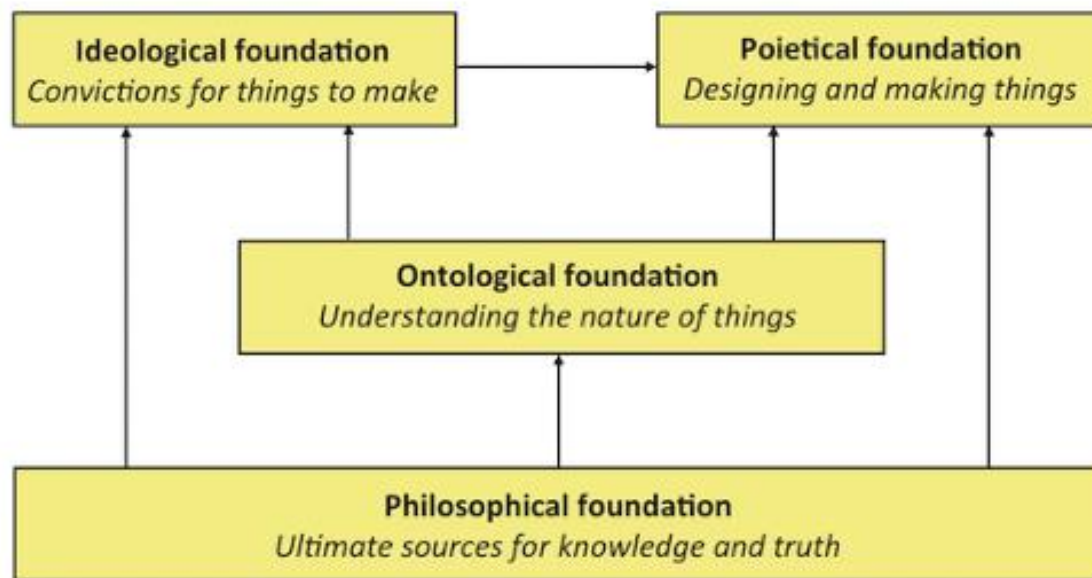 Ideological foundation
Convictions for things to make
Poietical foundation
Designing and making things
Ontological foundation
Understanding the nature of things
Philosophical foundation
Ultimate sources for knowledge and truth